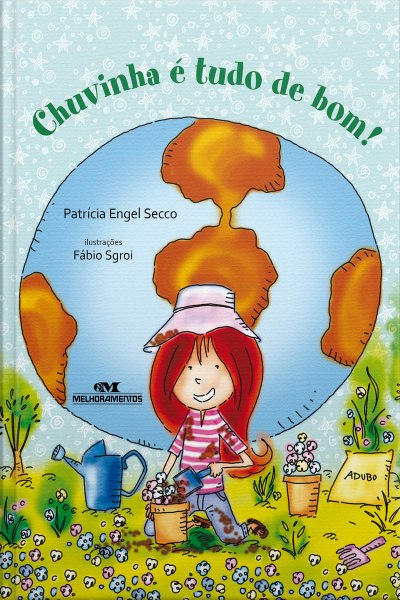 Chuvinha é tudo de bom!
Patrícia Engel Secco
ilustrações
Fábio Sgroi
M
MELHORAMENTOS
ADUBO